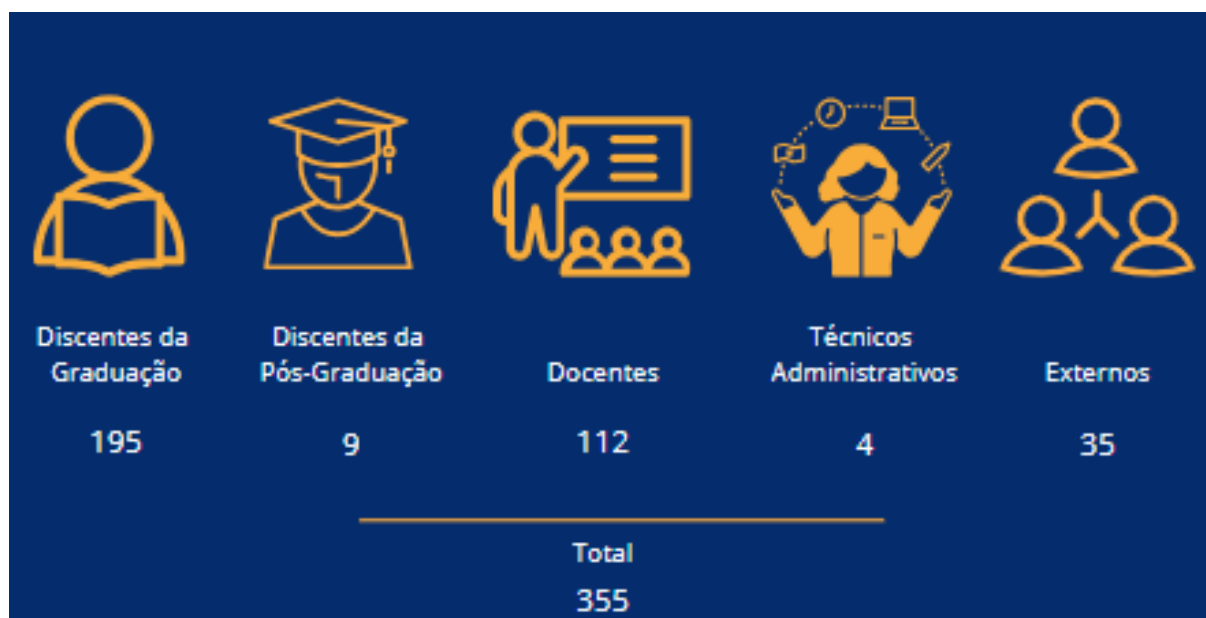 Discentes da
Graduação
195
Discentes da
Pós-Graduação
9
Docentes
112
Técnicos
Administrativos
4
Externos
35
Total
355